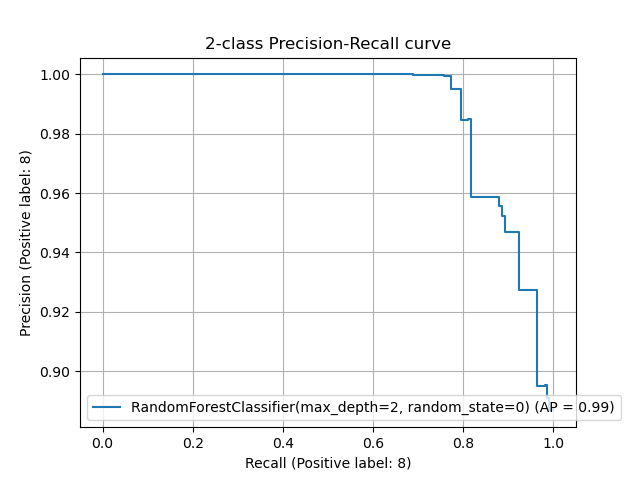 2-class Precision-Recall curve
Precision (Positive label: 8)
1.00
0.98
0.96
0.94
0.92
0.90
RandomForestClassifier(max_depth=2, random_state=0) (AP = 0.99)
0.0 0.2 0.4 0.6 0.8 1.0
Recall (Positive label: 8)